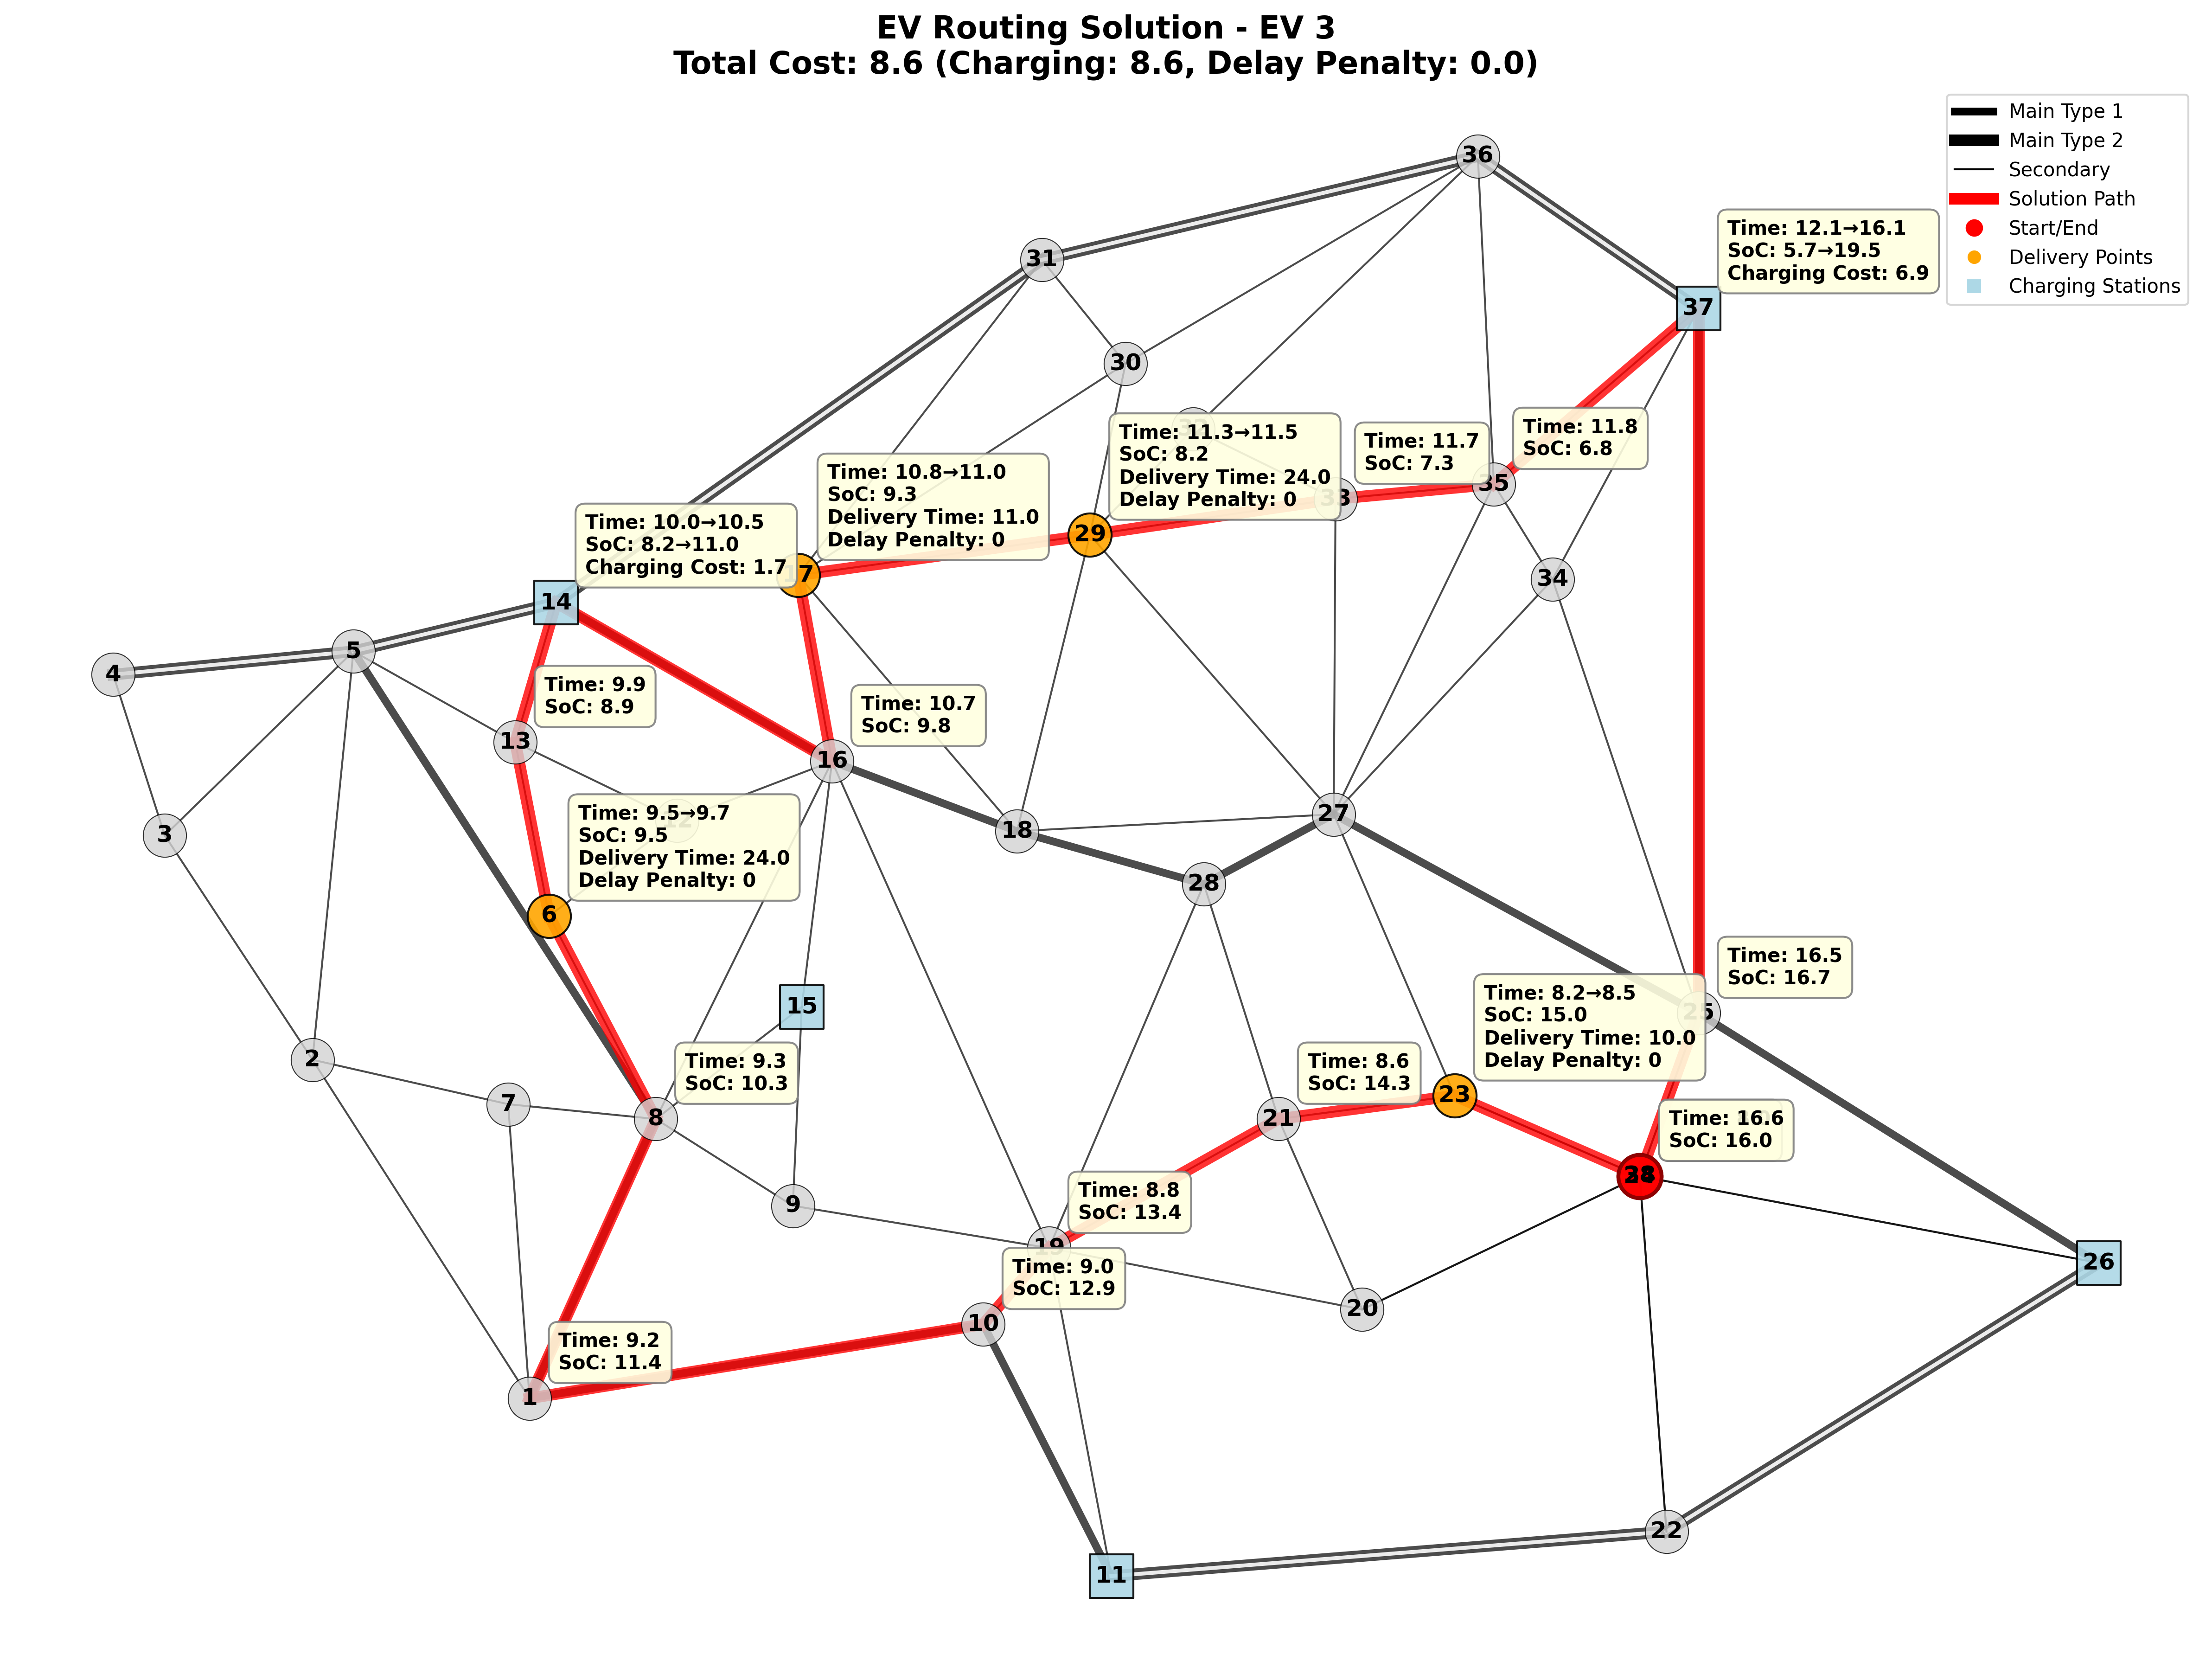 EV Routing Solution - EV 3
Total Cost: 8.6 (Charging: 8.6, Delay Penalty: 0.0)
Main Type 1
Main Type 2
Secondary
Solution Path
Start/End
Delivery Points
Charging Stations
36
Time: 12.1→16.1
SoC: 5.7→19.5
Charging Cost: 6.9
31
37
30
Time: 11.3→11.5
SoC: 8.2
Delivery Time: 24.0
Delay Penalty: 0
Time: 11.7
SoC: 7.3
Time: 11.8
SoC: 6.8
Time: 10.8→11.0
SoC: 9.3
Delivery Time: 11.0
Delay Penalty: 0
33
35
Time: 10.0→10.5
SoC: 8.2→11.0
Charging Cost: 1.7
17
29
34
14
5
4
Time: 9.9
SoC: 8.9
Time: 10.7
SoC: 9.8
13
16
Time: 9.5→9.7
SoC: 9.5
Delivery Time: 24.0
Delay Penalty: 0
12
3
18
27
28
6
Time: 16.5
SoC: 16.7
15
Time: 8.2→8.5
SoC: 15.0
Delivery Time: 10.0
Delay Penalty: 0
25
2
Time: 9.3
SoC: 10.3
Time: 8.6
SoC: 14.3
23
7
8
21
Time: 16.6
SoC: 16.0
9
Time: 8.8
SoC: 13.4
19
26
Time: 9.0
SoC: 12.9
10
20
Time: 9.2
SoC: 11.4
1
22
11